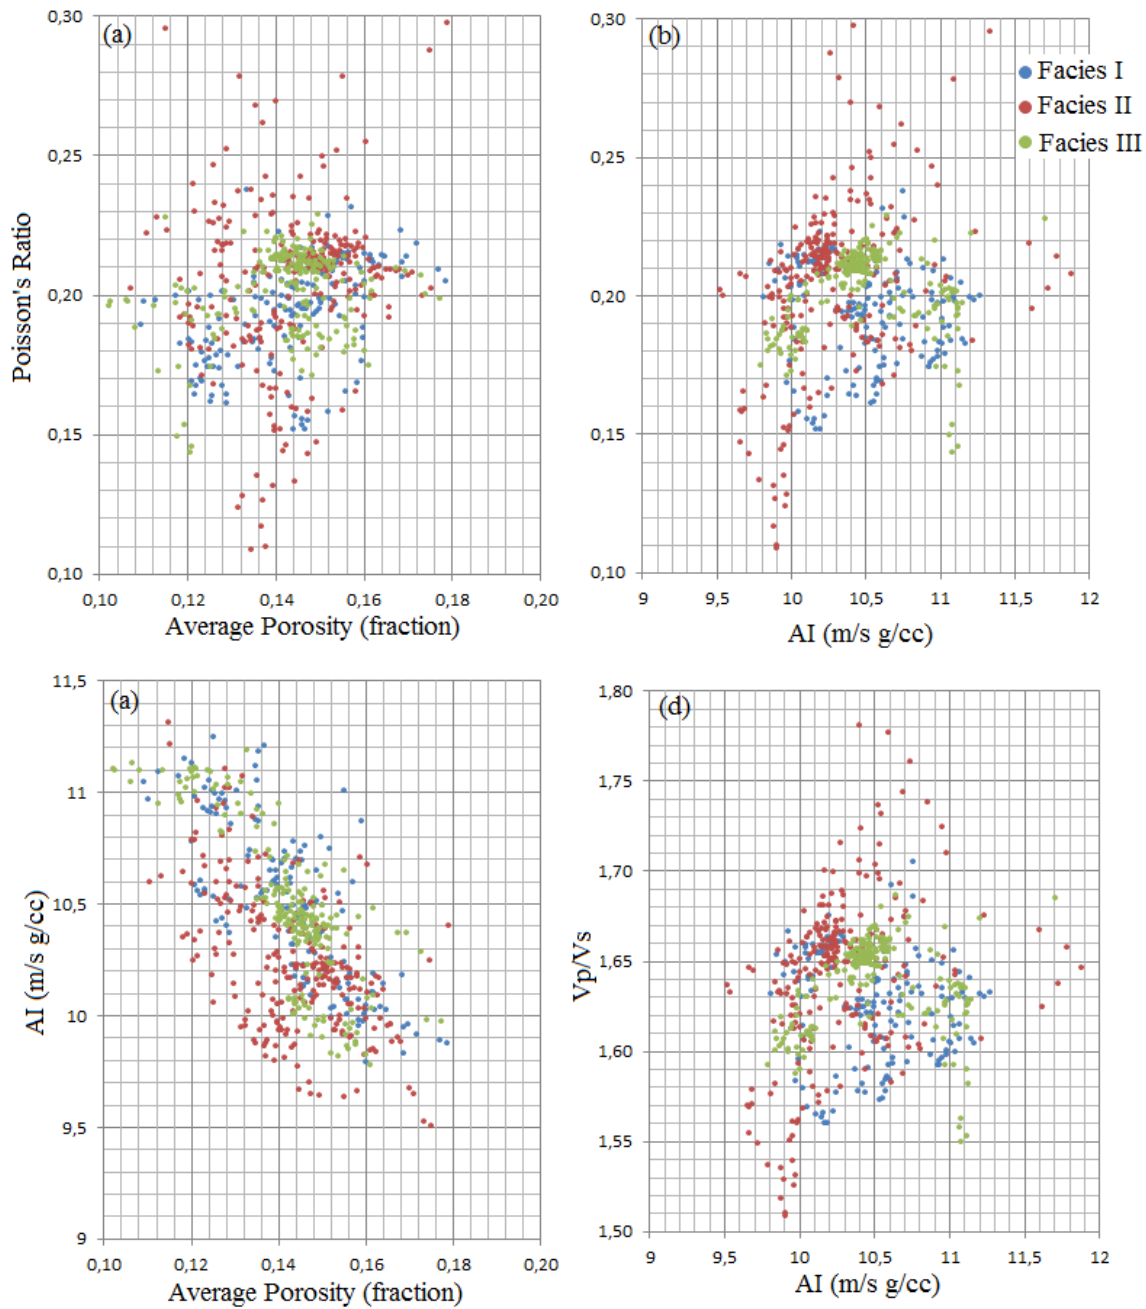 (a)
0,30
0,25
0,20
0,15
0,10
Poisson's Ratio
0,10 0,12 0,14 0,16 0,18 0,20
Average Porosity (fraction)
(b)
Facies I
Facies II
Facies III
0,30
0,25
0,20
0,15
0,10
9 9,5 10 10,5 11 11,5 12
AI (m/s g/cc)
(a)
11,5
11
10,5
10
9,5
9
AI (m/s g/cc)
0,10 0,12 0,14 0,16 0,18 0,20
Average Porosity (fraction)
(d)
1,80
1,75
1,70
1,65
1,60
1,55
1,50
Vp/Vs
9 9,5 10 10,5 11 11,5 12
AI (m/s g/cc)